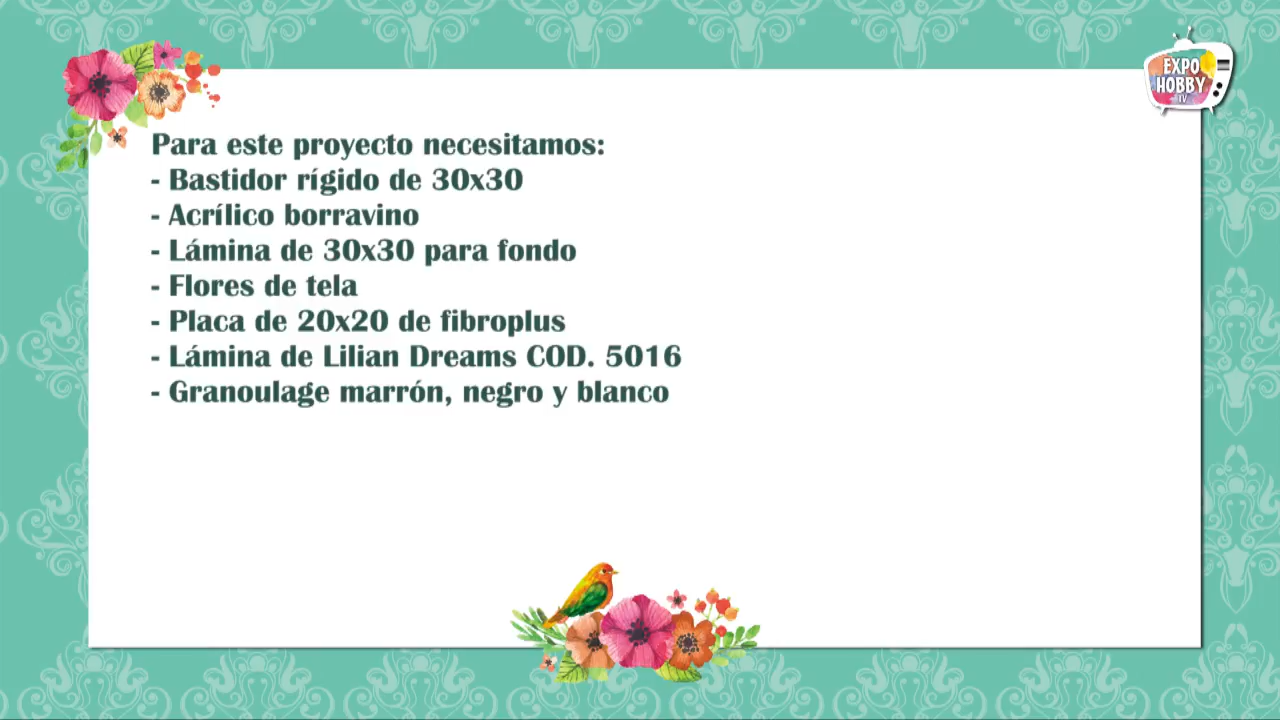 EXPO
HOBBY
TV
Para este proyecto necesitamos:
- Bastidor rígido de 30x30
- Acrílico borravino
- Lámina de 30x30 para fondo
- Flores de tela
- Placa de 20x20 de fibroplus
- Lámina de Lilian Dreams COD. 5016
- Granoulage marrón, negro y blanco